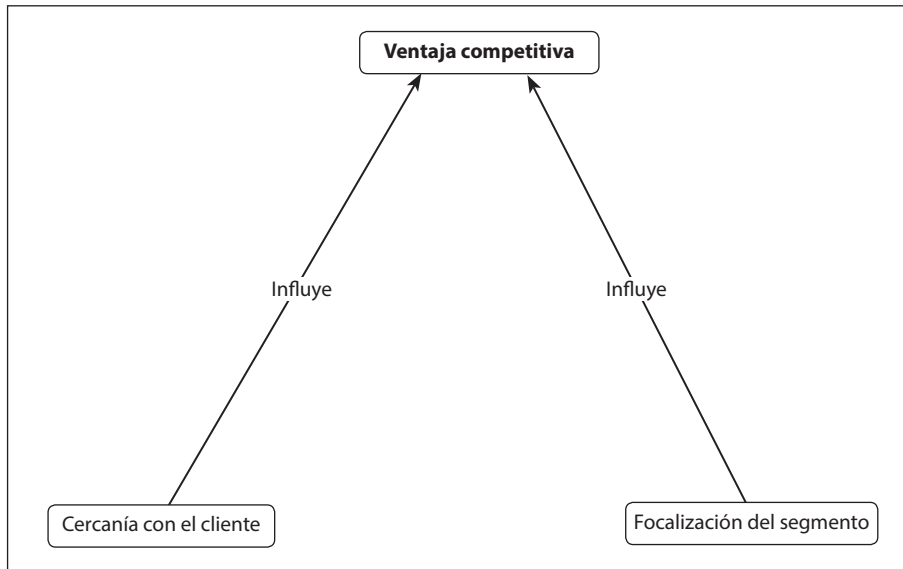 Ventaja competitiva
Influye
Influye
Cercanía con el cliente
Focalización del segmento